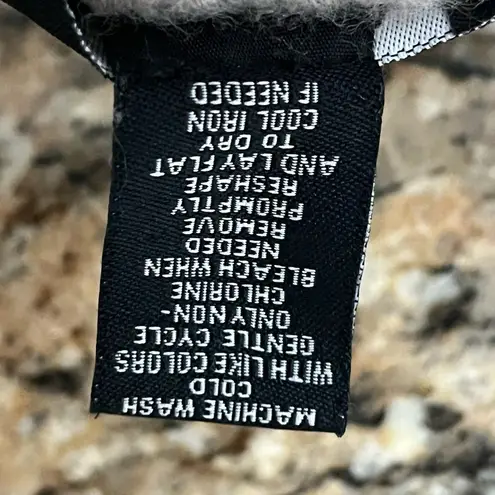 MACHINE WASH
COLD
WITH LIKE COLORS
GENTLE CYCLE
ONLY NON-
CHLORINE
BLEACH WHEN
NEEDED
REMOVE
PROMPTLY
RESHAPE
AND LAY FLAT
TO DRY
COOL IRON
IF NEEDED